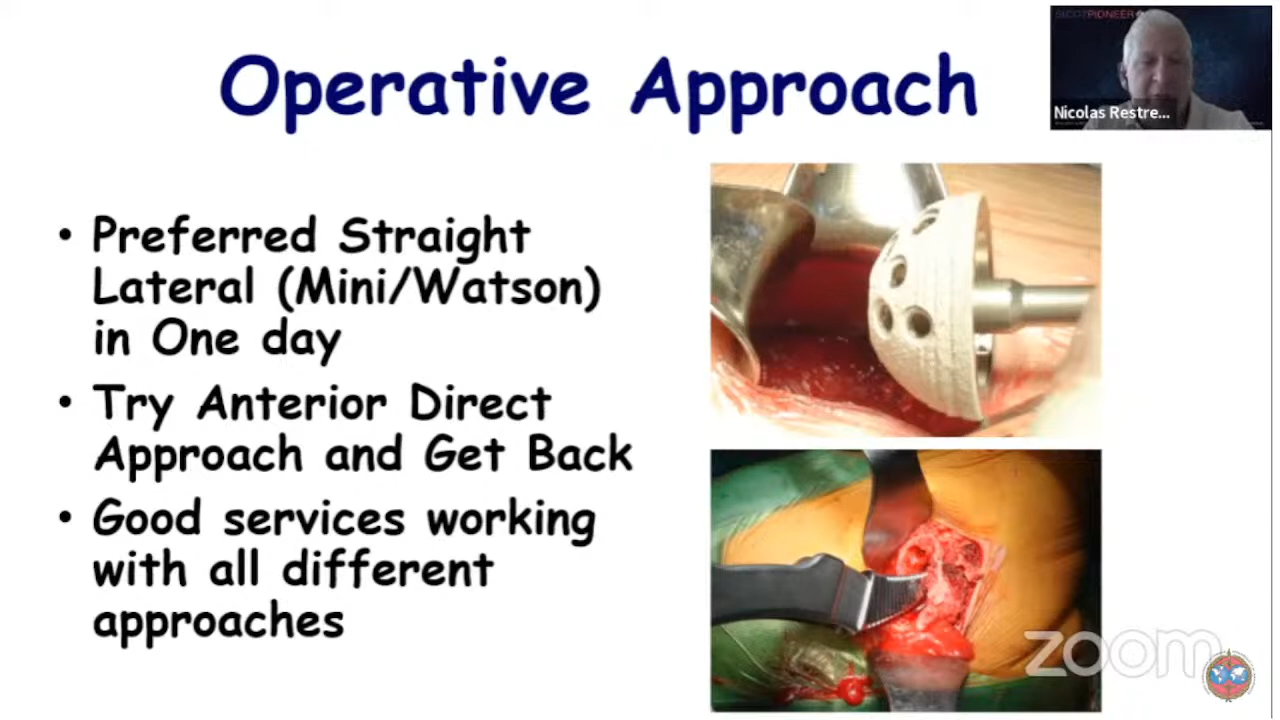 Operative Approach
SICOTPIONEER
Nicolas Restre...
• Preferred Straight
Lateral (Mini/Watson)
in One day
• Try Anterior Direct
Approach and Get Back
• Good services working
with all different
approaches
zoom